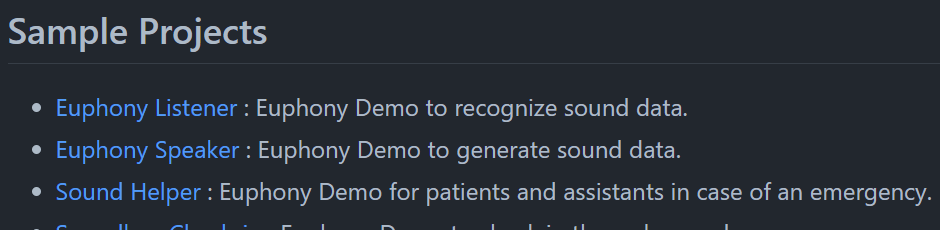 Sample Projects
Euphony Listener : Euphony Demo to recognize sound data.
Euphony Speaker : Euphony Demo to generate sound data.
Sound Helper : Euphony Demo for patients and assistants in case of an emergency.